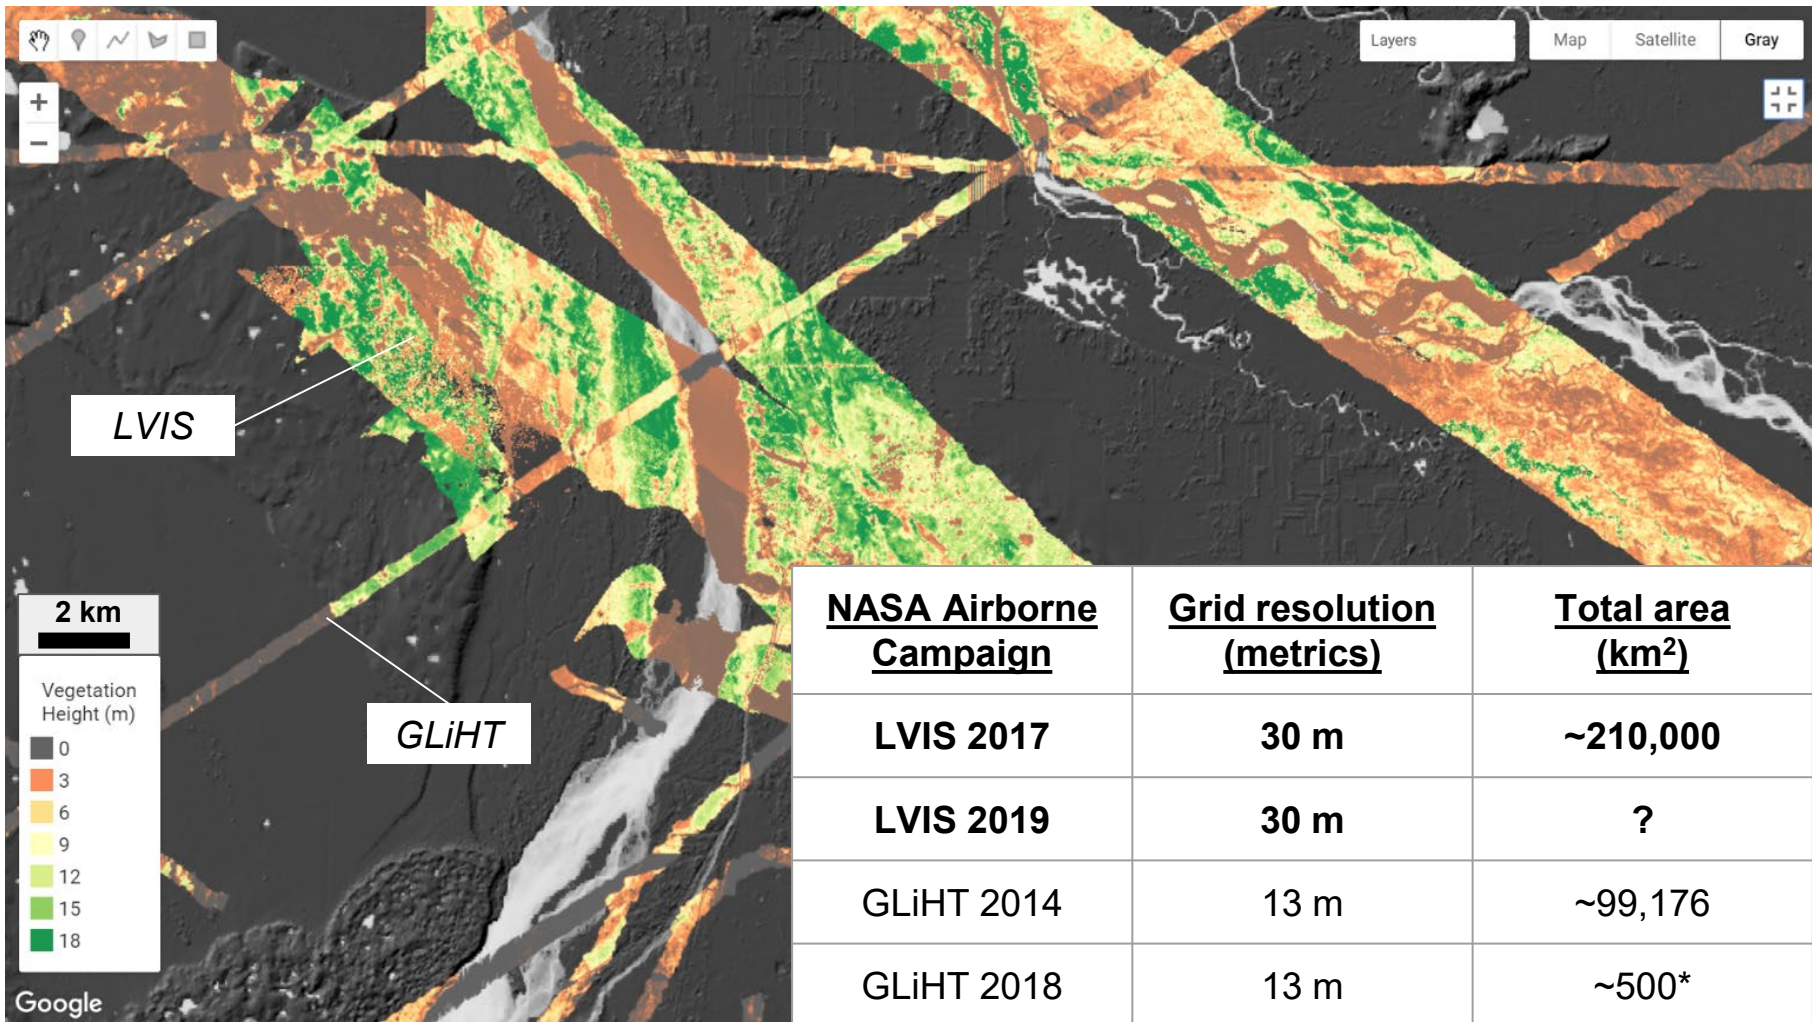 Layers
Map
Satellite
Gray
+
−
LVIS
GLiHT
2 km
Vegetation
Height (m)
0
3
6
9
12
15
18
Google
NASA Airborne
Campaign
Grid resolution
(metrics)
Total area
(km²)
LVIS 2017
30 m
~210,000
LVIS 2019
30 m
?
GLiHT 2014
13 m
~99,176
GLiHT 2018
13 m
~500*